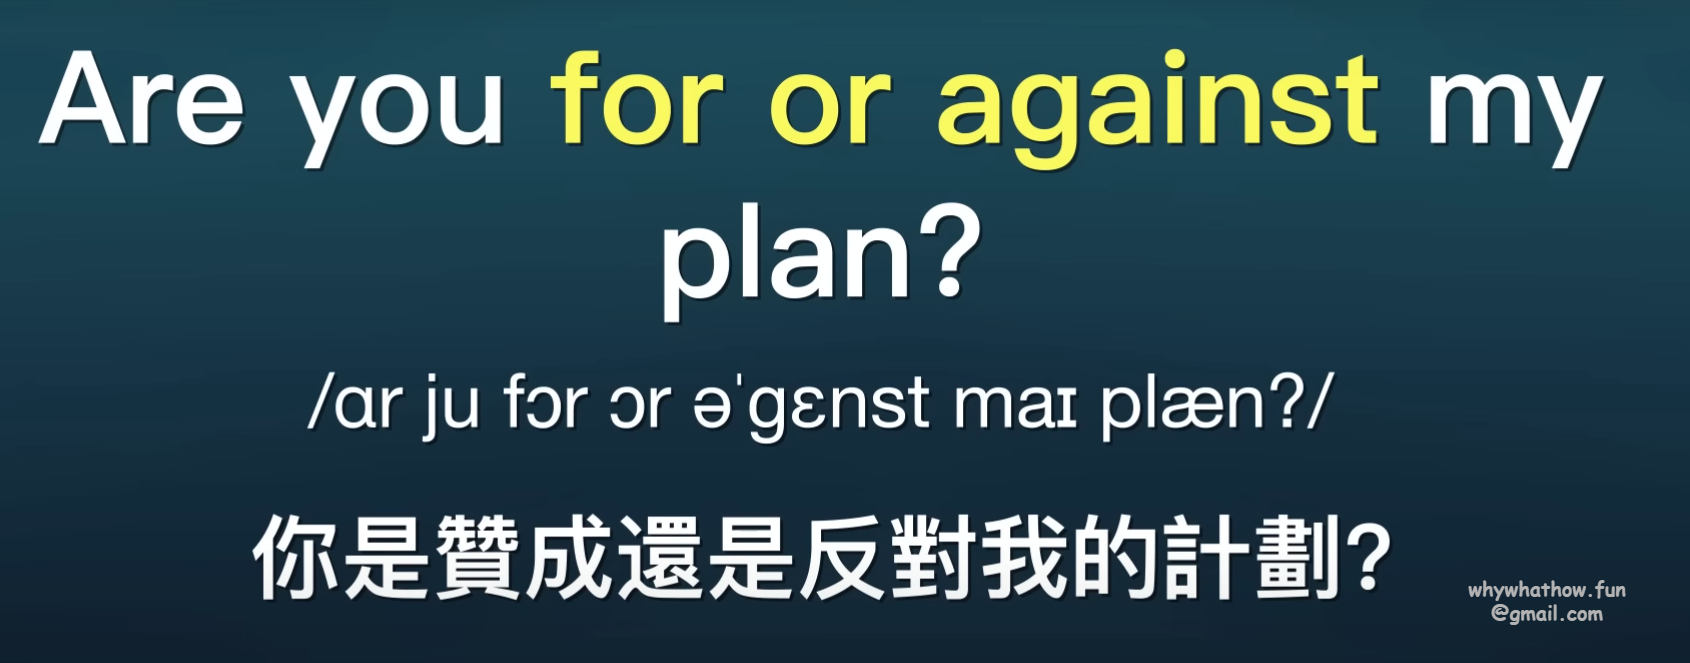 Are you for or against my
plan?
/ɑr ju fɔr ɔr əˈgɛnst maɪ plæn?/
你是贊成還是反對我的計劃?
whywhathow.fun
@gmail.com